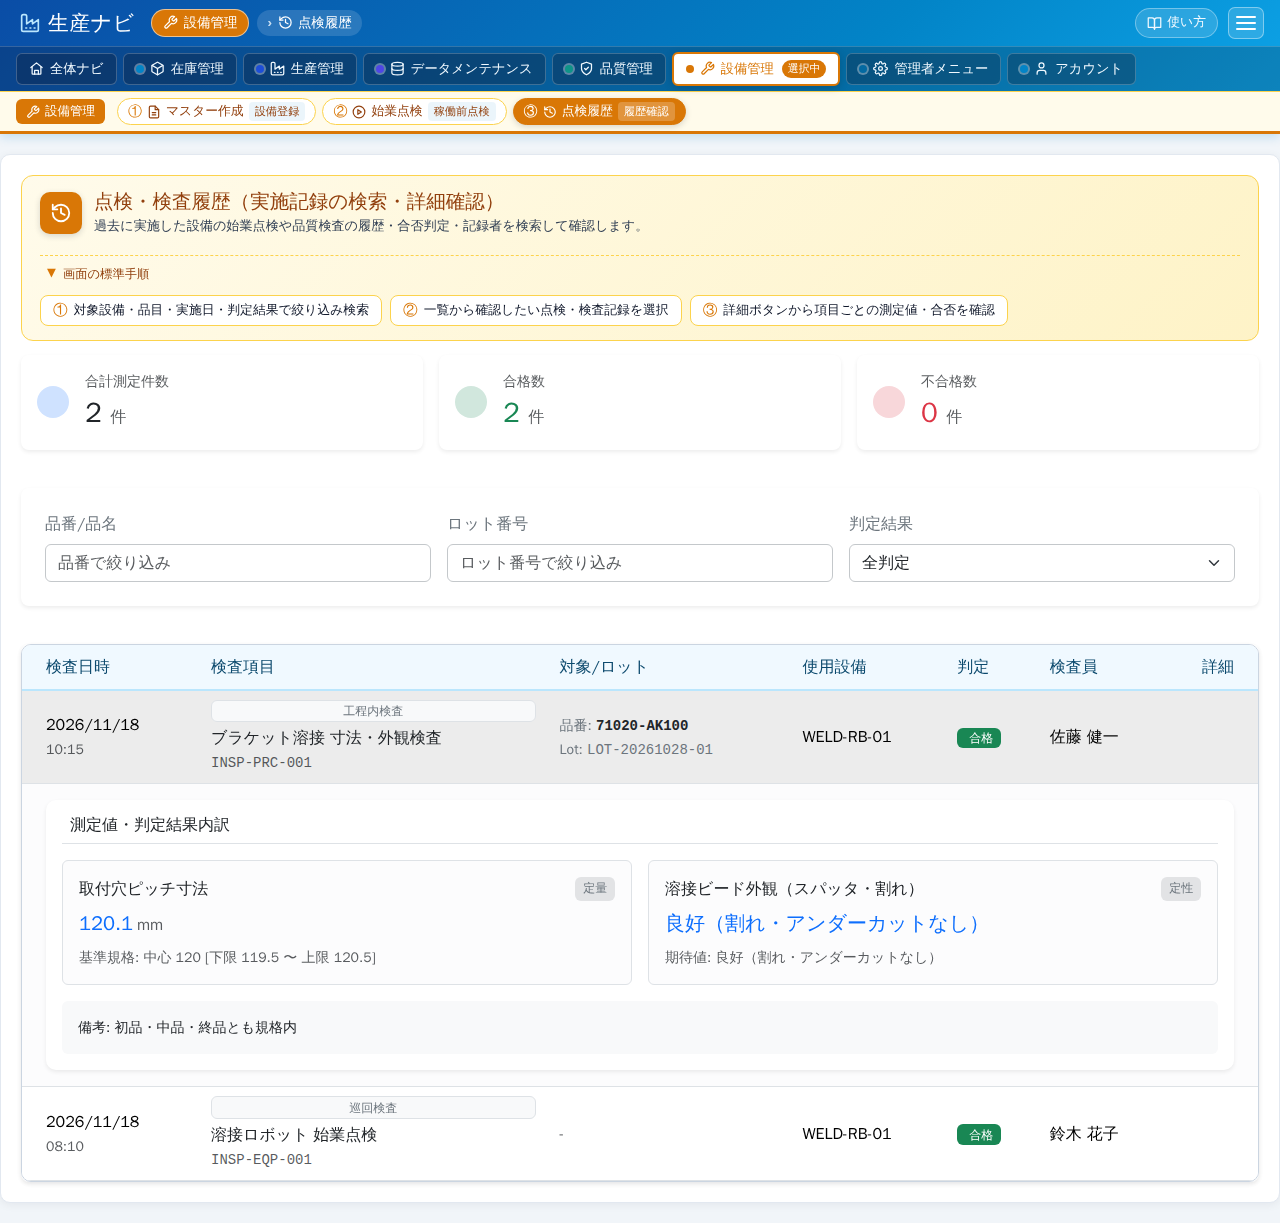 生産ナビ 設備管理 › 点検履歴 使い方
全体ナビ 在庫管理 生産管理 データメンテナンス 品質管理 設備管理 選択中 管理者メニュー アカウント
設備管理 ① マスター作成 設備登録 ② 始業点検 稼働前点検 ③ 点検履歴 履歴確認
点検・検査履歴（実施記録の検索・詳細確認）
過去に実施した設備の始業点検や品質検査の履歴・合否判定・記録者を検索して確認します。
▼ 画面の標準手順
① 対象設備・品目・実施日・判定結果で絞り込み検索 ② 一覧から確認したい点検・検査記録を選択 ③ 詳細ボタンから項目ごとの測定値・合否を確認
合計測定件数
2 件
合格数
2 件
不合格数
0 件
品番/品名 ロット番号 判定結果
品番で絞り込み ロット番号で絞り込み 全判定
検査日時 検査項目 対象/ロット 使用設備 判定 検査員 詳細
2026/11/18
10:15
工程内検査
ブラケット溶接 寸法・外観検査
INSP-PRC-001
品番: 71020-AK100
Lot: LOT-20261028-01
WELD-RB-01
合格
佐藤 健一
測定値・判定結果内訳
取付穴ピッチ寸法 定量
120.1 mm
基準規格: 中心 120 [下限 119.5 〜 上限 120.5]
溶接ビード外観（スパッタ・割れ） 定性
良好（割れ・アンダーカットなし）
期待値: 良好（割れ・アンダーカットなし）
備考: 初品・中品・終品とも規格内
2026/11/18
08:10
巡回検査
溶接ロボット 始業点検
INSP-EQP-001
-
WELD-RB-01
合格
鈴木 花子